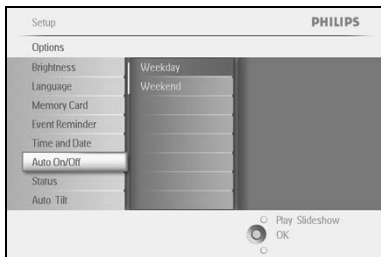 Setup
PHILIPS
Options
Brightness
Weekday
Language
Weekend
Memory Card
Event Reminder
Time and Date
Auto On/Off
Status
Auto Tilt
Play Slideshow
OK